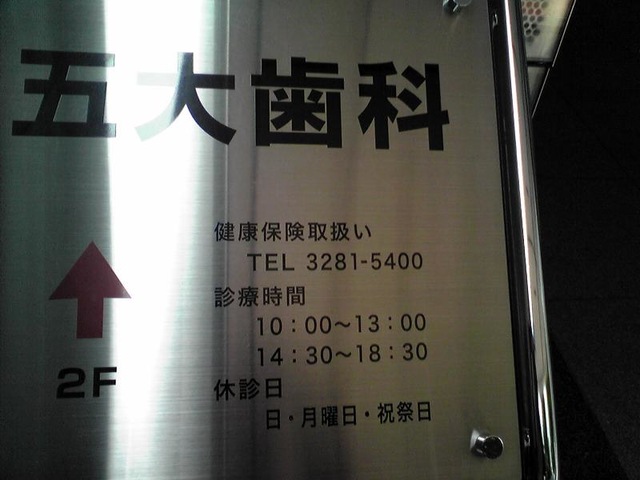 五大歯科
健康保険取扱い
TEL 3281-5400
診療時間
10：00～13：00
14：30～18：30
休診日
日・月曜日・祝祭日
2F